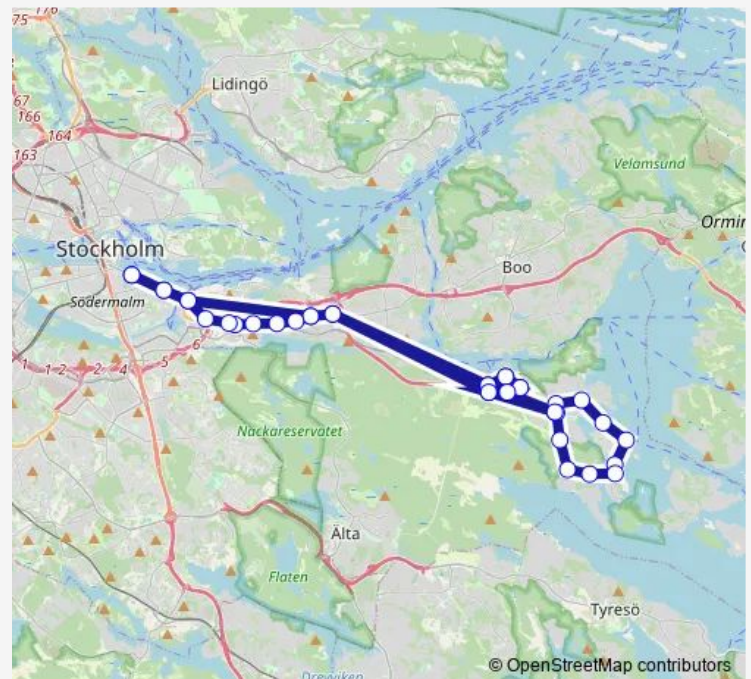 176
75
Lidingö
67
166
164
163
Velamsund
Ormin
Stockholm
Boo
Södermalm
6
1
1 2
2
4
5
Nackareservatet
Älta
Flaten
Tyresö
Drevviken
© OpenStreetMap contributors